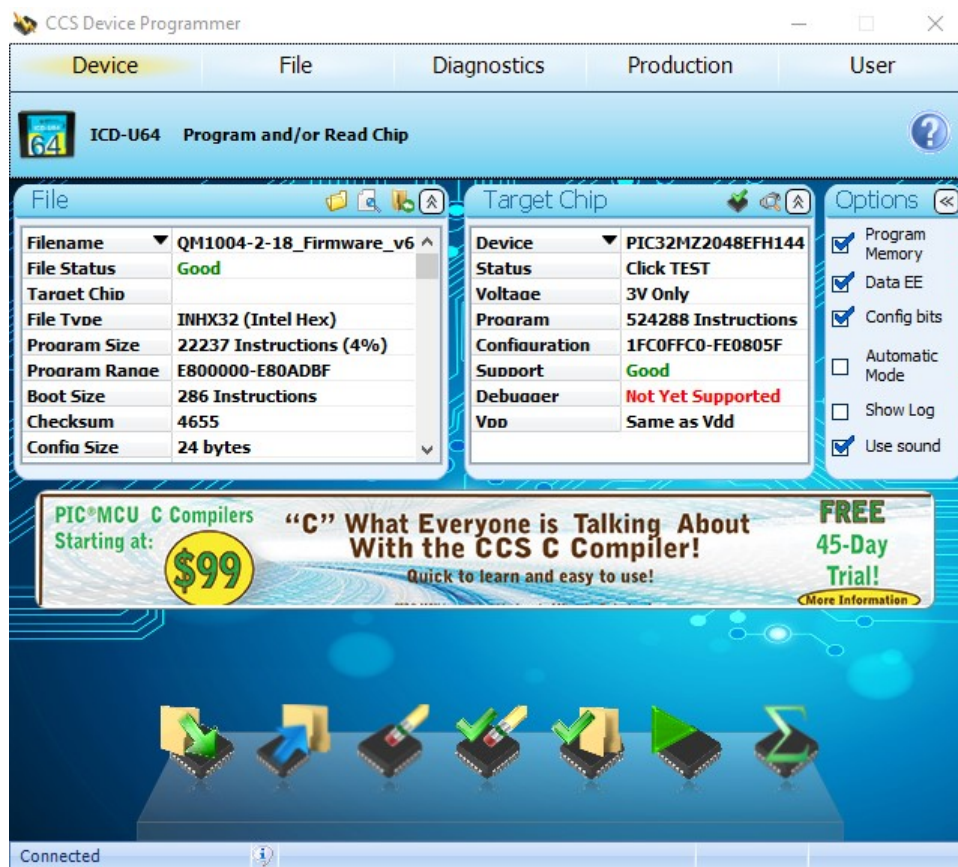 CCS Device Programmer
Device File Diagnostics Production User
64
ICD-U64 Program and/or Read Chip
?
File
Filename QM1004-2-18_Firmware_v6
File Status Good
Target Chip
File Type INHX32 (Intel Hex)
Program Size 22237 Instructions (4%)
Program Range E800000-E80ADBF
Boot Size 286 Instructions
Checksum 4655
Config Size 24 bytes
Target Chip
Device PIC32MZ2048EFH144
Status Click TEST
Voltage 3V Only
Program 524288 Instructions
Configuration 1FC0FFC0-FE0805F
Support Good
Debugger Not Yet Supported
Vpp Same as Vdd
Options
Program
Memory
Data EE
Config bits
Automatic
Mode
Show Log
Use sound
PIC®MCU C Compilers
Starting at:
$99
“C” What Everyone is Talking About
With the CCS C Compiler!
Quick to learn and easy to use!
FREE
45-Day
Trial!
More Information
Σ
Connected